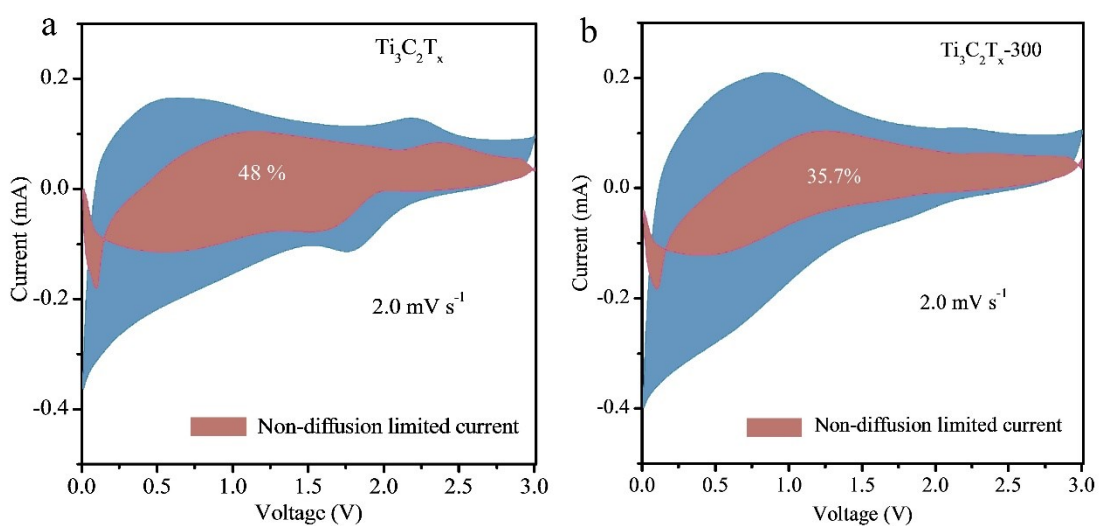 a
Ti₃C₂Tₓ
0.2
0.0
-0.2
-0.4
Current (mA)
48 %
2.0 mV s⁻¹
Non-diffusion limited current
0.0
0.5
1.0
1.5
2.0
2.5
3.0
Voltage (V)
b
Ti₃C₂Tₓ-300
0.2
0.0
-0.2
-0.4
Current (mA)
35.7%
2.0 mV s⁻¹
Non-diffusion limited current
0.0
0.5
1.0
1.5
2.0
2.5
3.0
Voltage (V)